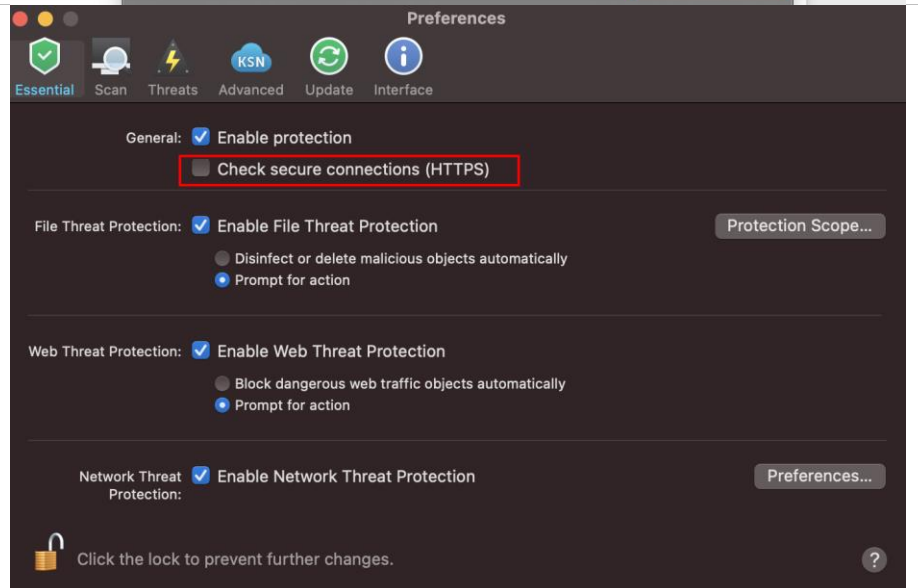 Preferences
KSN
Essential Scan Threats Advanced Update Interface
General: Enable protection
Check secure connections (HTTPS)
File Threat Protection: Enable File Threat Protection Protection Scope...
Disinfect or delete malicious objects automatically
Prompt for action
Web Threat Protection: Enable Web Threat Protection
Block dangerous web traffic objects automatically
Prompt for action
Network Threat Protection: Enable Network Threat Protection Preferences...
Click the lock to prevent further changes. ?